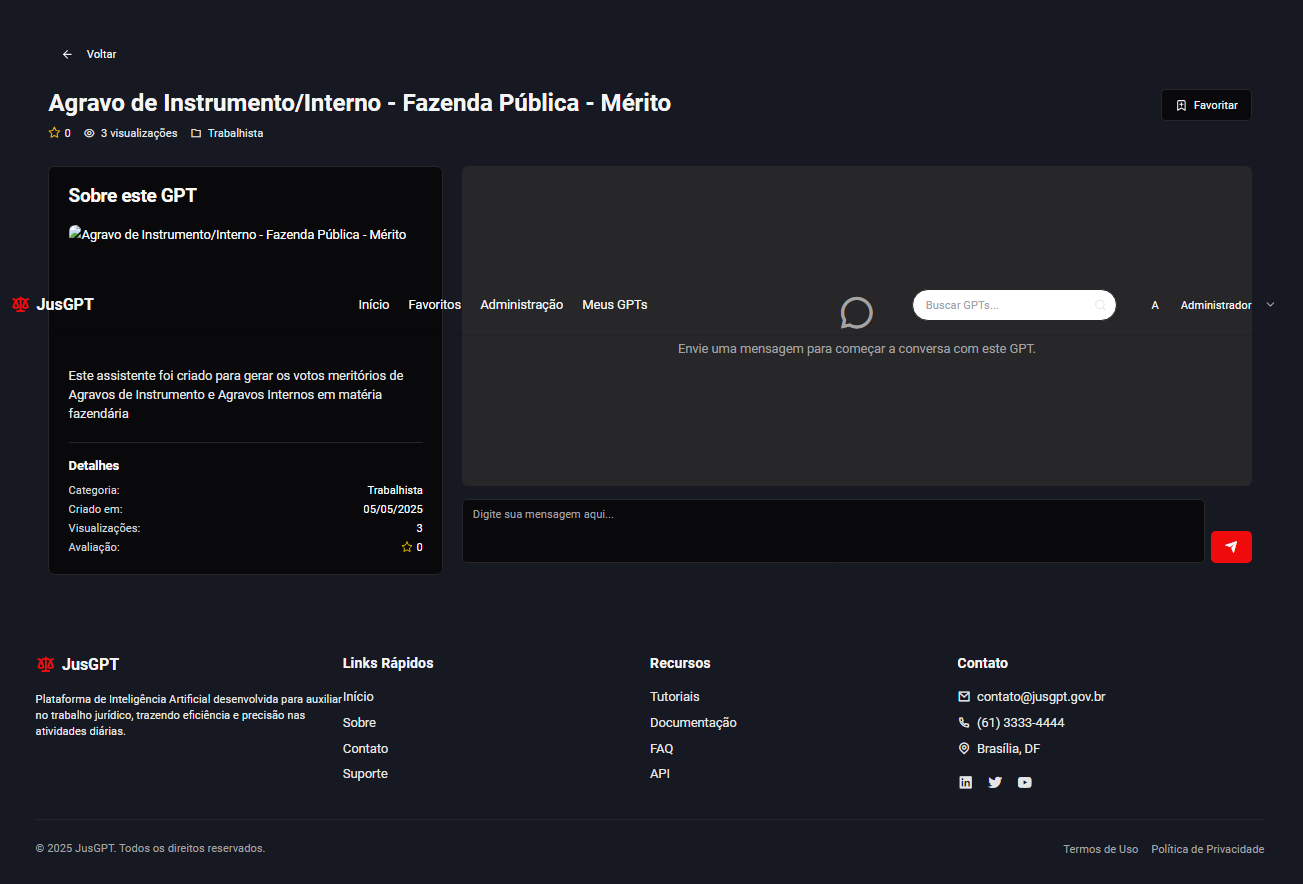 Voltar
Agravo de Instrumento/Interno - Fazenda Pública - Mérito
Favoritar
0 3 visualizações Trabalhista
Sobre este GPT
Agravo de Instrumento/Interno - Fazenda Pública - Mérito
JusGPT
Início Favoritos Administração Meus GPTs
Buscar GPTs...
A Administrador
Envie uma mensagem para começar a conversa com este GPT.
Este assistente foi criado para gerar os votos meritórios de
Agravos de Instrumento e Agravos Internos em matéria
fazendária
Detalhes
Categoria: Trabalhista
Criado em: 05/05/2025
Visualizações: 3
Avaliação: 0
Digite sua mensagem aqui...
JusGPT
Plataforma de Inteligência Artificial desenvolvida para auxiliar
no trabalho jurídico, trazendo eficiência e precisão nas
atividades diárias.
Links Rápidos
Início
Sobre
Contato
Suporte
Recursos
Tutoriais
Documentação
FAQ
API
Contato
contato@jusgpt.gov.br
(61) 3333-4444
Brasília, DF
© 2025 JusGPT. Todos os direitos reservados.
Termos de Uso Política de Privacidade